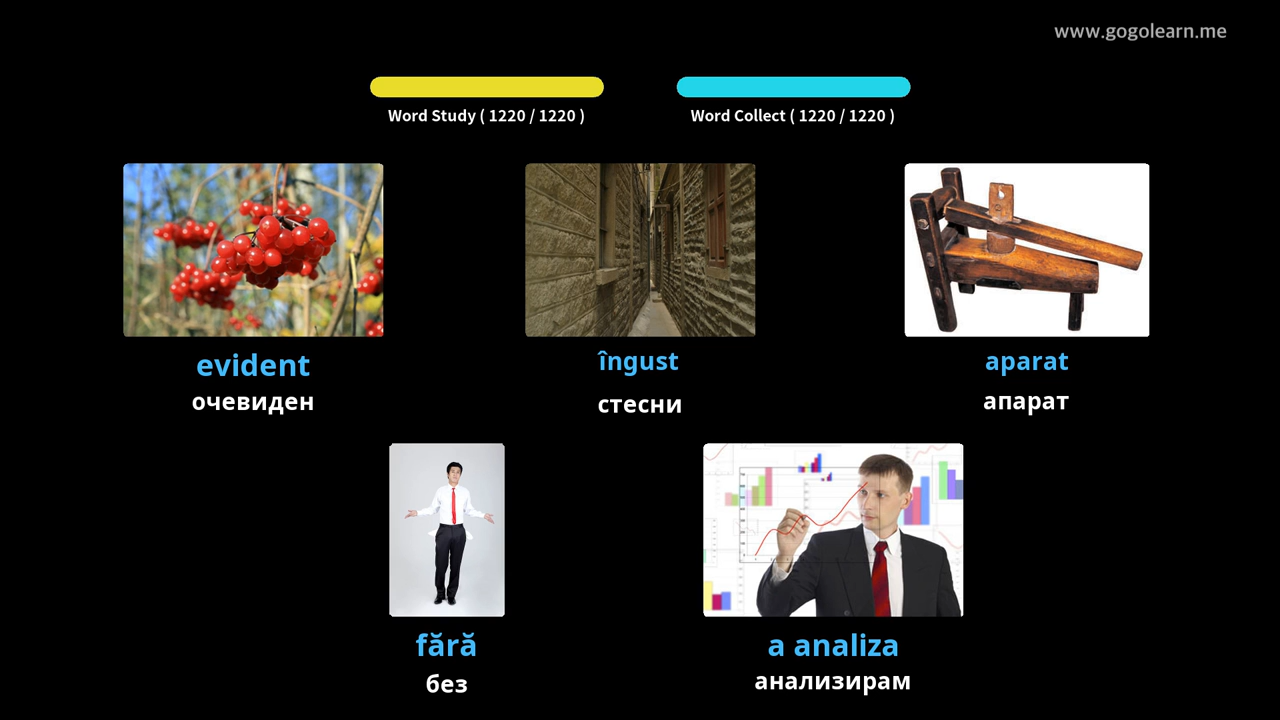 www.gogolearn.me
Word Study ( 1220 / 1220 )
Word Collect ( 1220 / 1220 )
evident
очевиден
îngust
стесни
aparat
апарат
fără
без
a analiza
анализирам